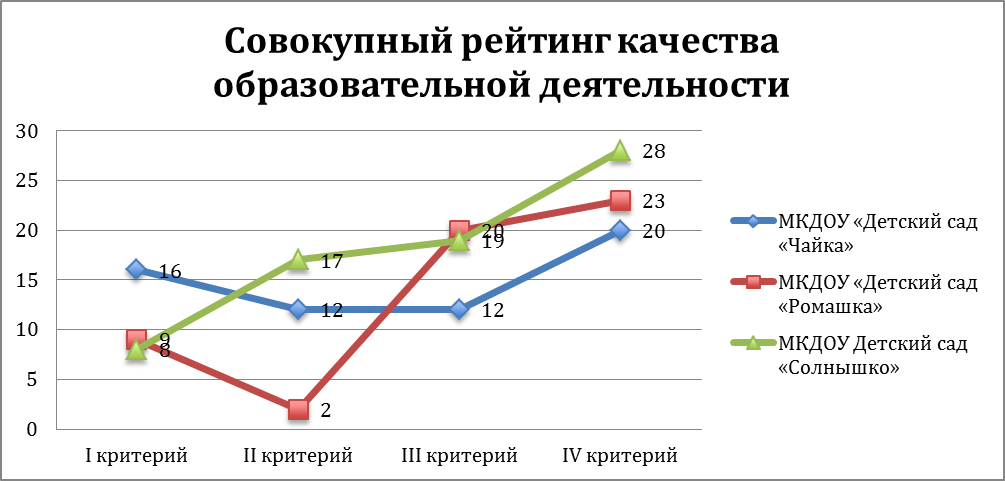 Совокупный рейтинг качества
образовательной деятельности
30
25
20
15
10
5
0
16
12
12
20
9
2
20
23
8
17
19
28
I критерий
II критерий
III критерий
IV критерий
МКДОУ «Детский сад
«Чайка»
МКДОУ «Детский сад
«Ромашка»
МКДОУ Детский сад
«Солнышко»